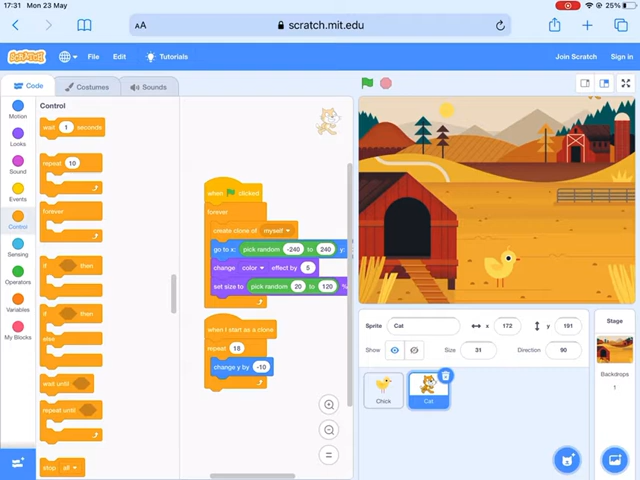 17:31 Mon 23 May
25%
AA
scratch.mit.edu
SCRATCH
File
Edit
Tutorials
Join Scratch
Sign in
Code
Costumes
Sounds
Motion
Looks
Sound
Events
Control
Sensing
Operators
Variables
My Blocks
Control
wait 1 seconds
repeat 10
forever
if then
if then
else
wait until
repeat until
stop all
when clicked
forever
create clone of myself
go to x: pick random -240 to 240 y:
change color effect by 5
set size to pick random 20 to 120 %
when I start as a clone
repeat 18
change y by -10
Sprite Cat x 172 y 191
Show Size 31 Direction 90
Chick
Cat
Stage
Backdrops
1